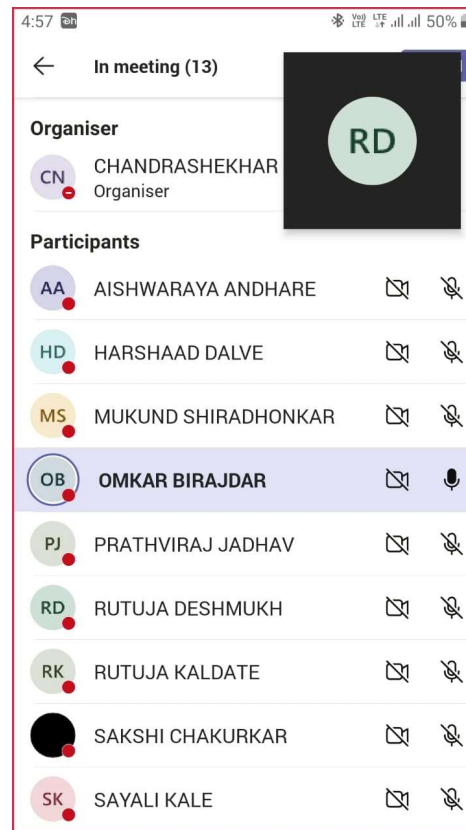 4:57 LTE 50%
In meeting (13)
RD
Organiser
CN CHANDRASHEKHAR
Organiser
Participants
AA AISHWARAYA ANDHARE
HD HARSHAAD DALVE
MS MUKUND SHIRADHONKAR
OB OMKAR BIRAJDAR
PJ PRATHVIRAJ JADHAV
RD RUTUJA DESHMUKH
RK RUTUJA KALDATE
SAKSHI CHAKURKAR
SK SAYALI KALE